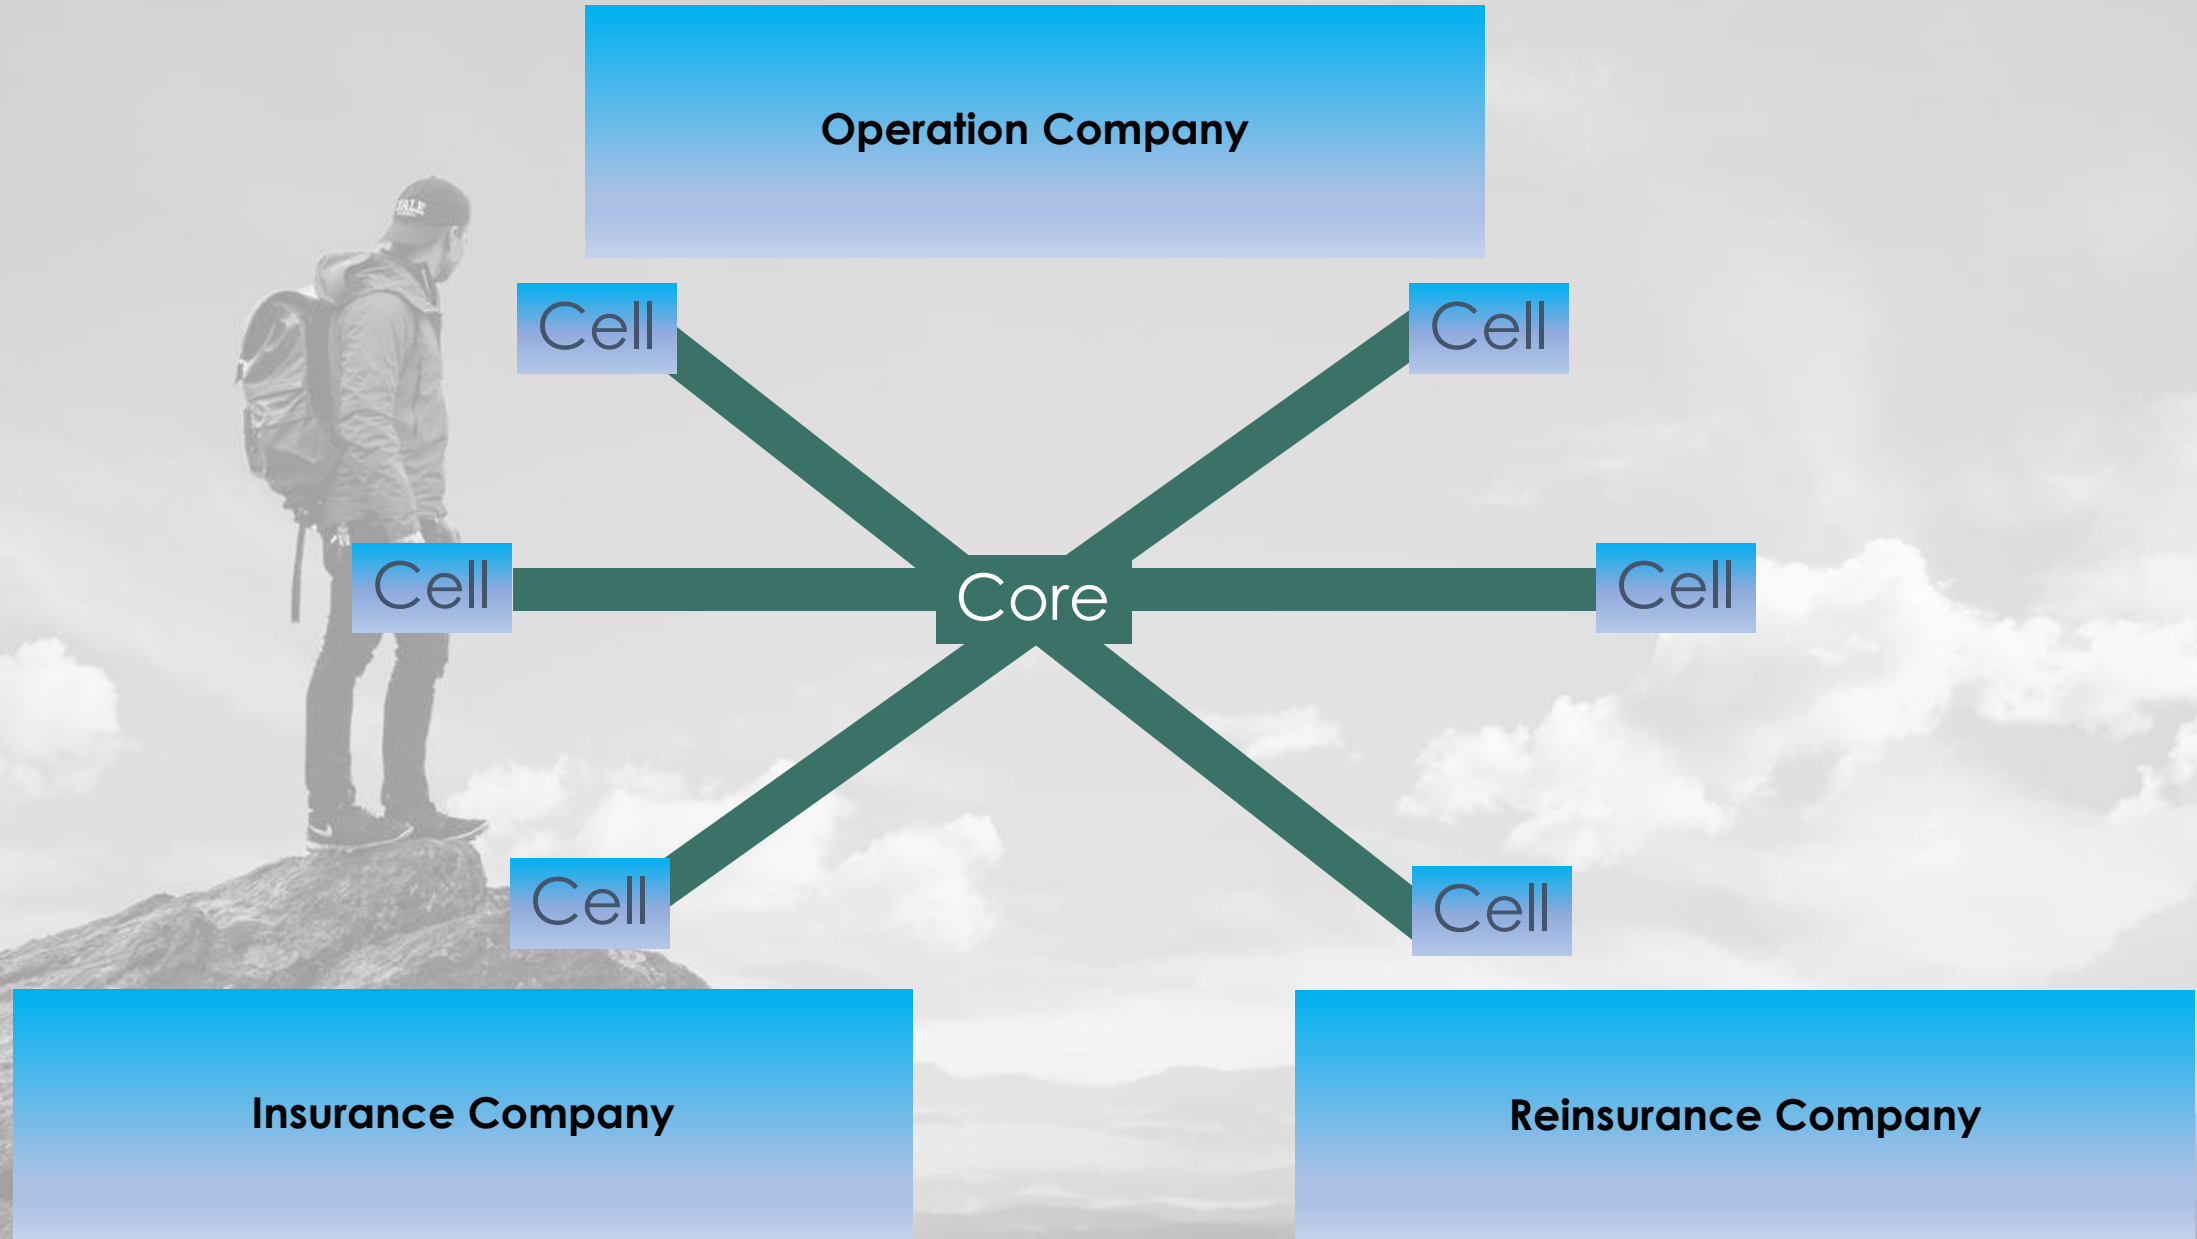 Operation Company
Cell
Cell
Cell
Core
Cell
Cell
Cell
Insurance Company
Reinsurance Company